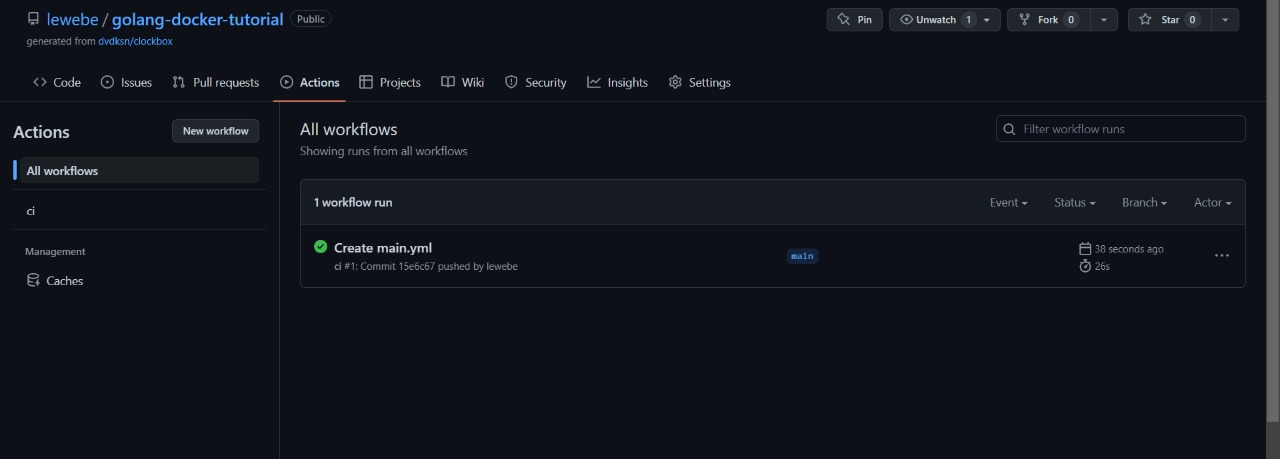 lewebe / golang-docker-tutorial Public
Pin Unwatch 1 Fork 0 Star 0
generated from dvdksn/clockbox
Code Issues Pull requests Actions Projects Wiki Security Insights Settings
Actions New workflow
All workflows
ci
Management
Caches
All workflows
Showing runs from all workflows
Filter workflow runs
1 workflow run Event Status Branch Actor
Create main.yml
ci #1: Commit 15e6c67 pushed by lewebe
main
38 seconds ago
26s